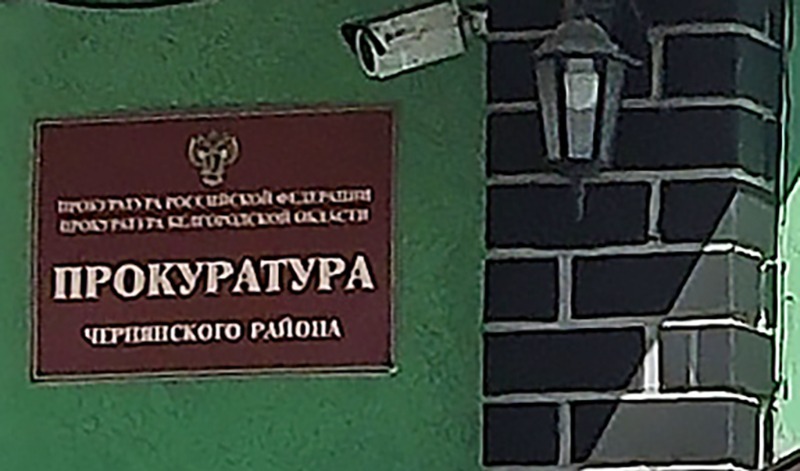 ПРОКУРАТУРА РОССИЙСКОЙ ФЕДЕРАЦИИ
ПРОКУРАТУРА БЕЛГОРОДСКОЙ ОБЛАСТИ
ПРОКУРАТУРА
ЧЕРНЯНСКОГО РАЙОНА